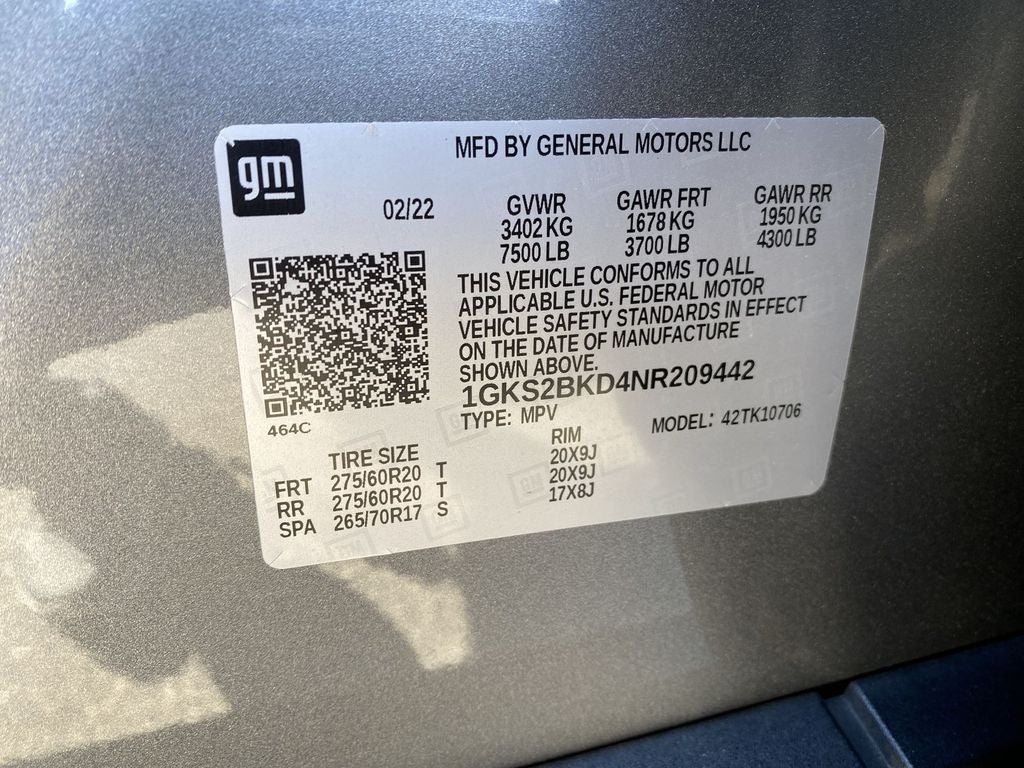 gm
MFD BY GENERAL MOTORS LLC
02/22
GVWR GAWR FRT GAWR RR
3402 KG 1678 KG 1950 KG
7500 LB 3700 LB 4300 LB
THIS VEHICLE CONFORMS TO ALL
APPLICABLE U.S. FEDERAL MOTOR
VEHICLE SAFETY STANDARDS IN EFFECT
ON THE DATE OF MANUFACTURE
SHOWN ABOVE.
1GKS2BKD4NR209442
TYPE: MPV MODEL: 42TK10706
464C
TIRE SIZE RIM
FRT 275/60R20 T 20X9J
RR 275/60R20 T 20X9J
SPA 265/70R17 S 17X8J